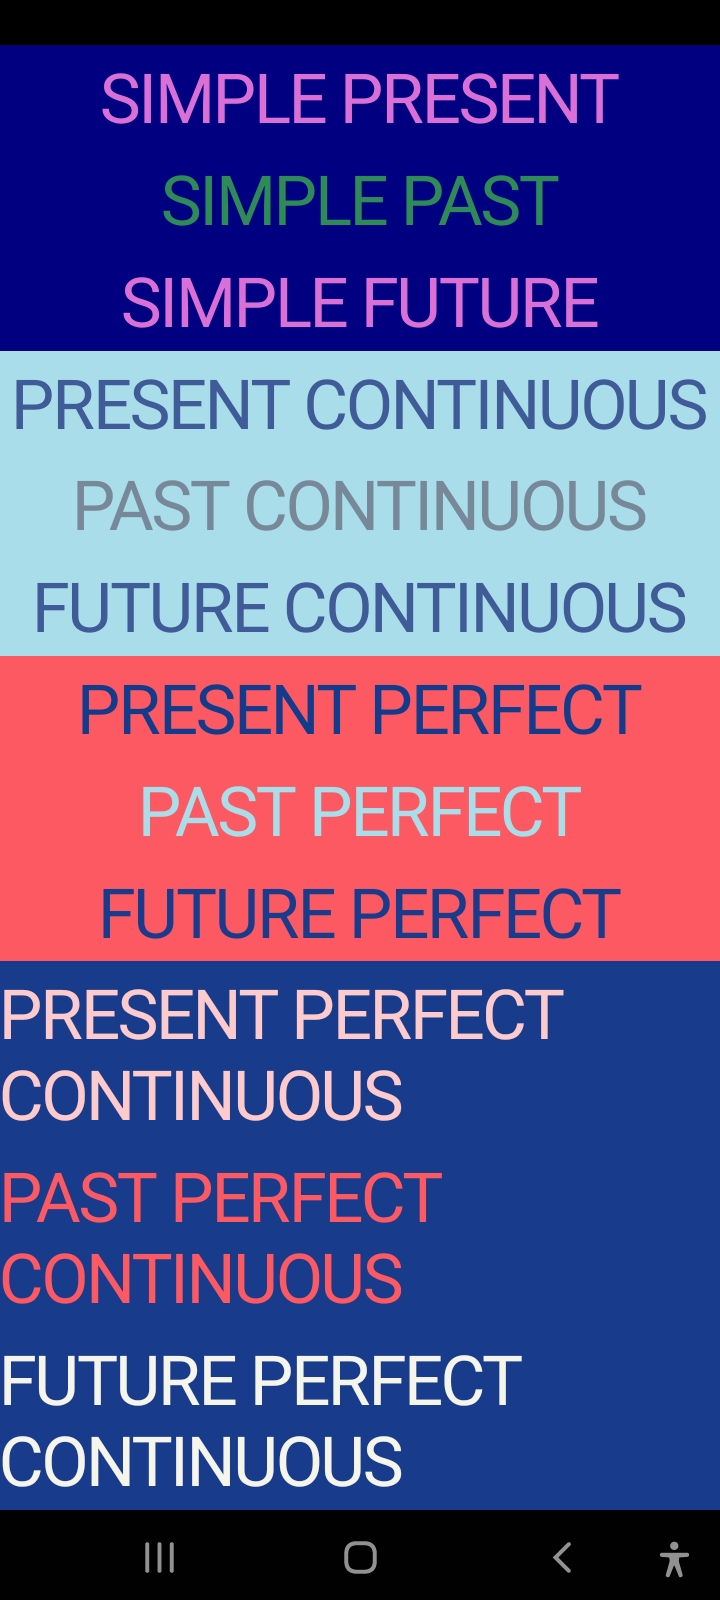 SIMPLE PRESENT
SIMPLE PAST
SIMPLE FUTURE
PRESENT CONTINUOUS
PAST CONTINUOUS
FUTURE CONTINUOUS
PRESENT PERFECT
PAST PERFECT
FUTURE PERFECT
PRESENT PERFECT
CONTINUOUS
PAST PERFECT
CONTINUOUS
FUTURE PERFECT
CONTINUOUS